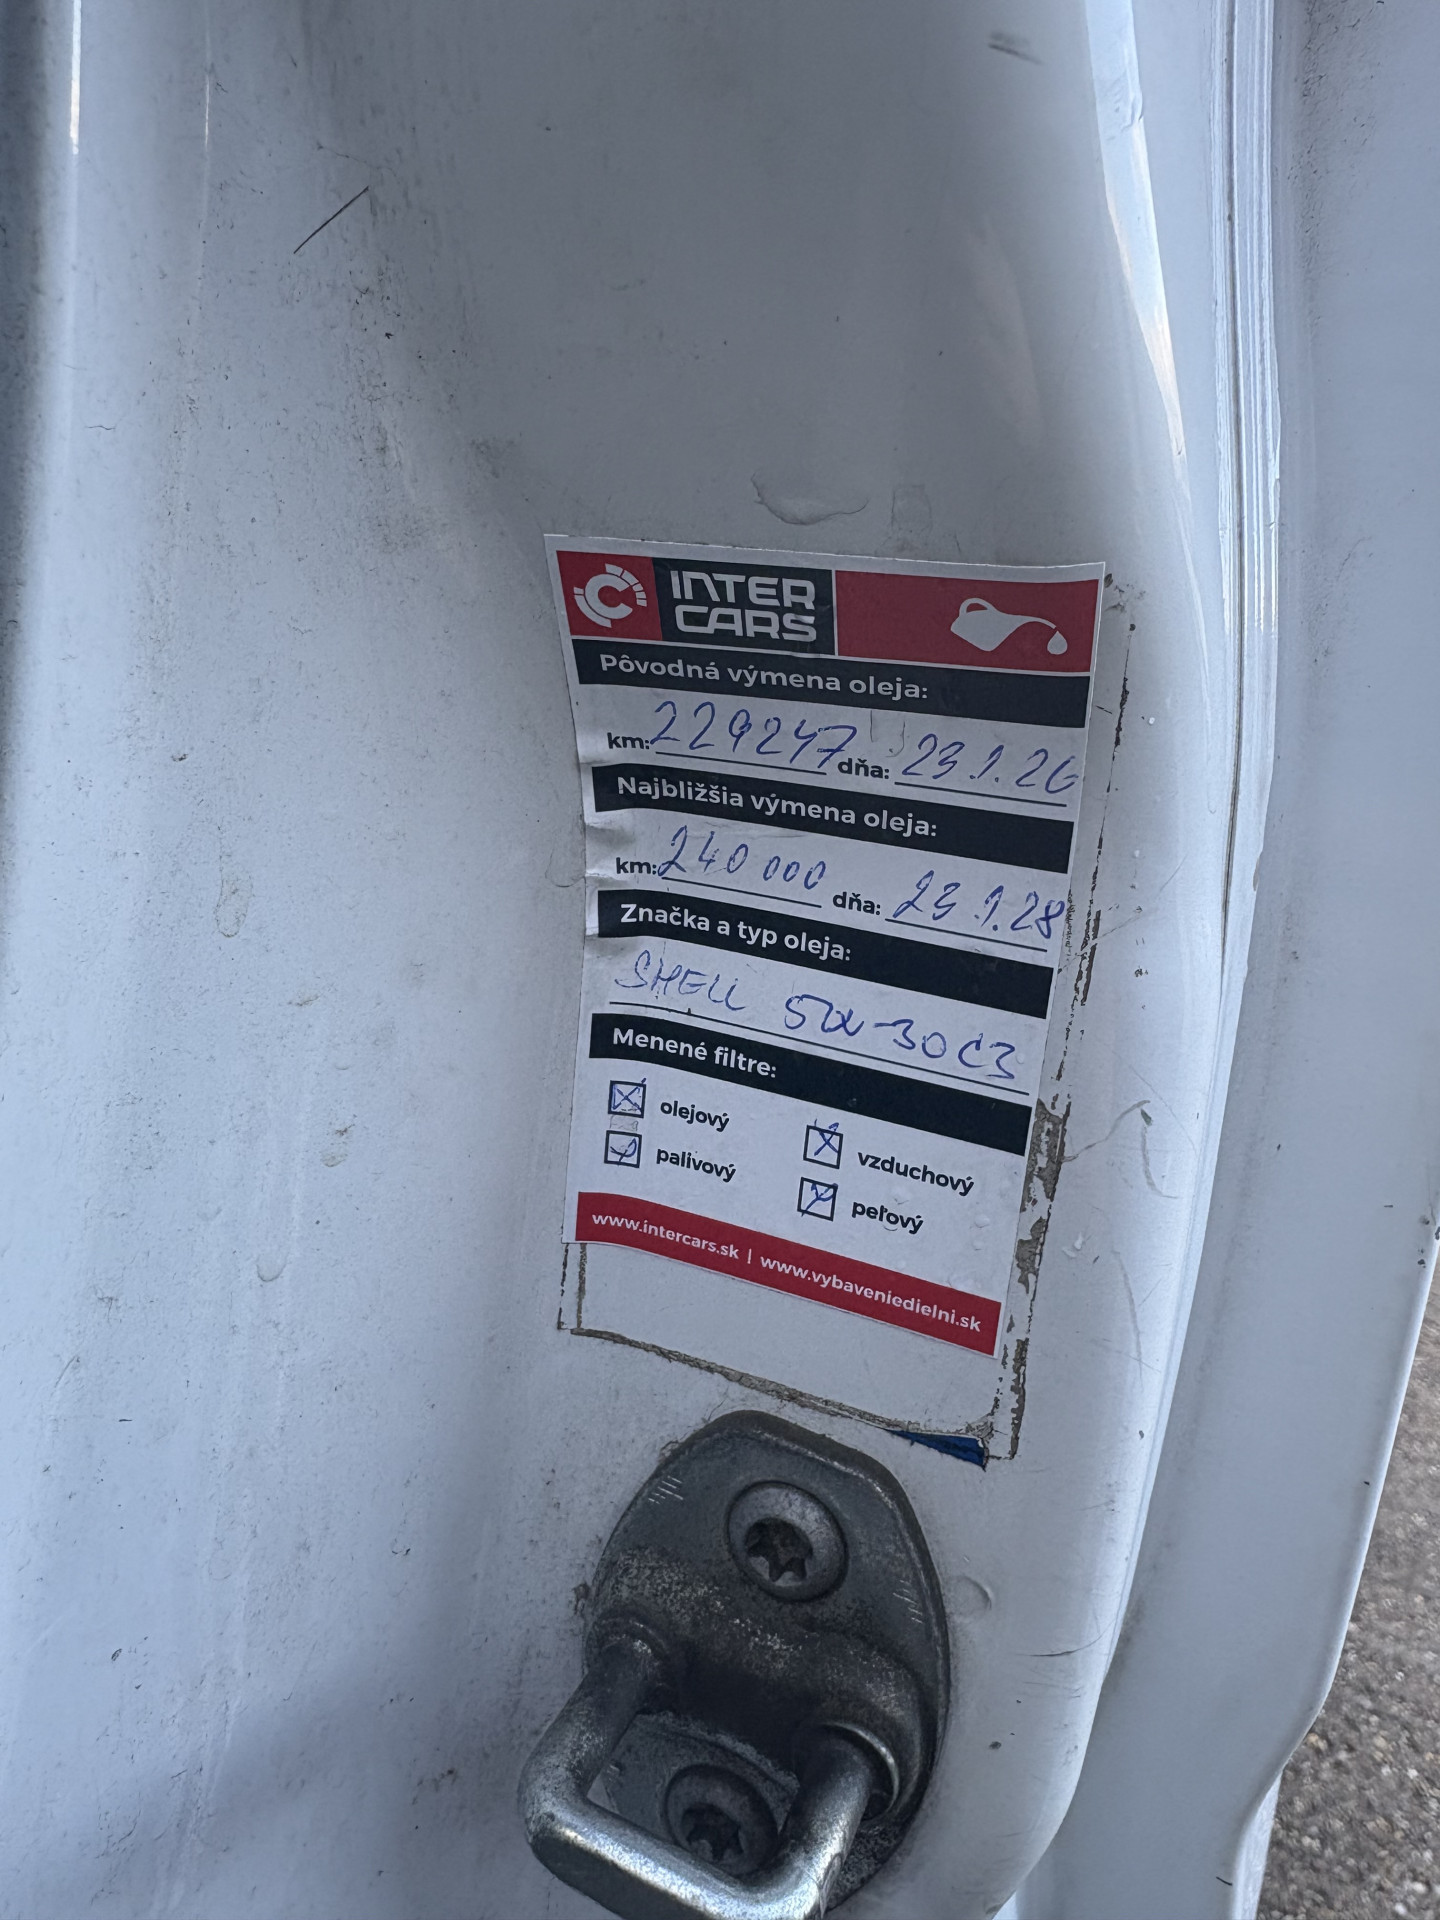 INTER
CARS
Pôvodná výmena oleja:
km: 229247 dňa: 23.1.26
Najbližšia výmena oleja:
km: 240 000 dňa: 23.1.28
Značka a typ oleja:
SHELL 5W-30 C3
Menené filtre:
olejový vzduchový
palivový peľový
www.intercars.sk | www.vybaveniedielni.sk